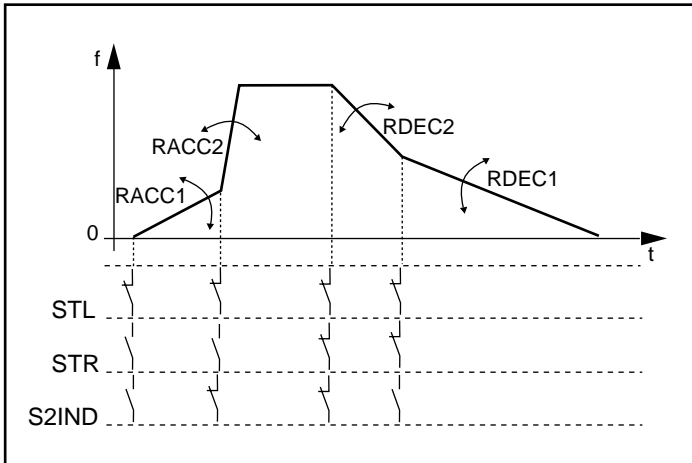 f
RACC2
RDEC2
RACC1
RDEC1
0
t
STL
STR
S2IND